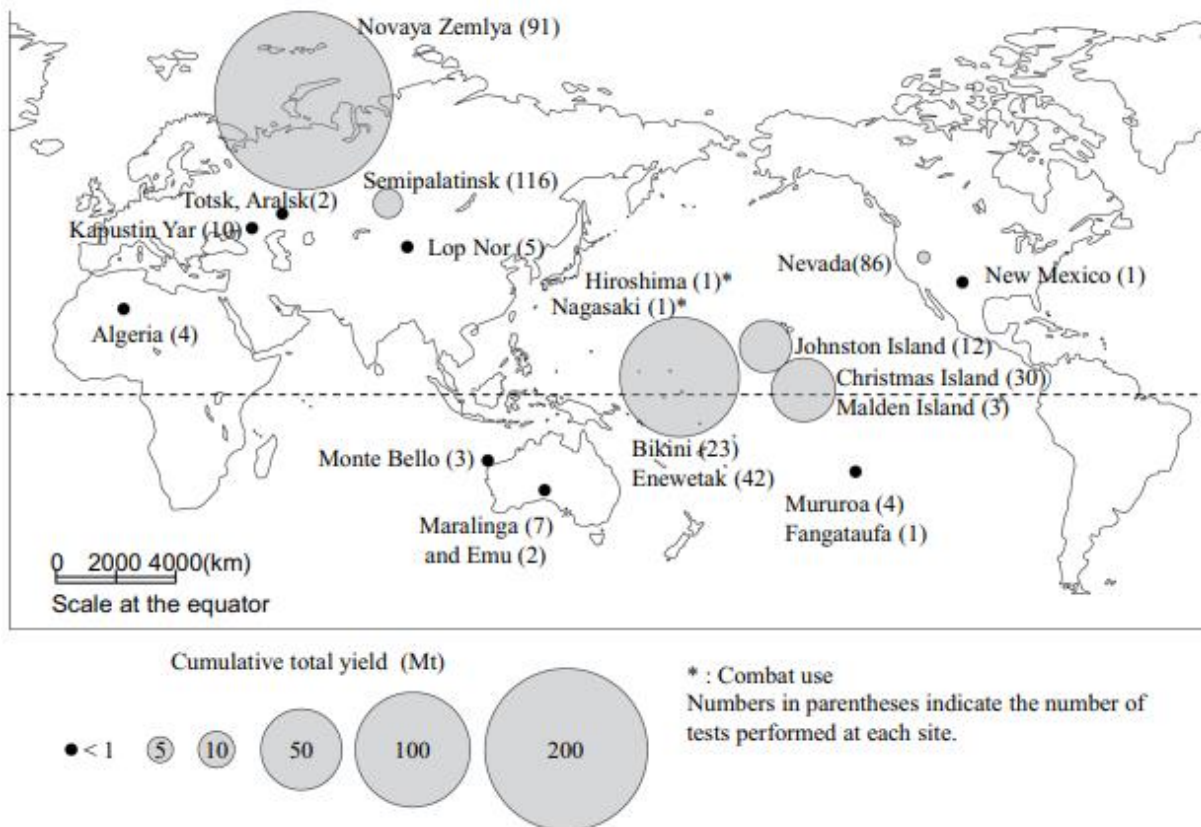 Novaya Zemlya (91)
Semipalatinsk (116)
Totsk, Aralsk(2)
Kapustin Yar (10)
Lop Nor (5)
Nevada(86)
New Mexico (1)
Hiroshima (1)*
Nagasaki (1)*
Algeria (4)
Johnston Island (12)
Christmas Island (30)
Malden Island (3)
Bikini (23)
Enewetak (42)
Monte Bello (3)
Mururoa (4)
Fangataufa (1)
Maralinga (7)
and Emu (2)
0 2000 4000(km)
Scale at the equator
Cumulative total yield (Mt)
< 1 5 10 50 100 200
* : Combat use
Numbers in parentheses indicate the number of
tests performed at each site.